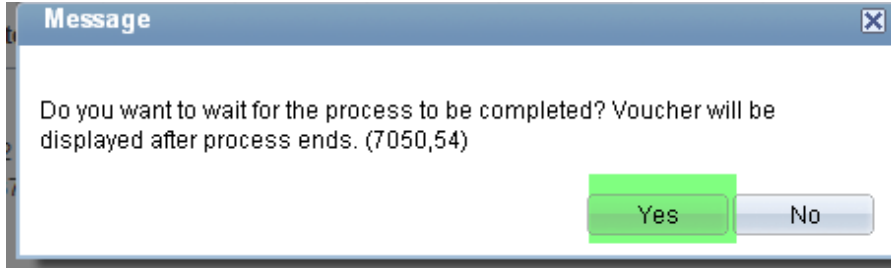 Message
Do you want to wait for the process to be completed? Voucher will be
displayed after process ends. (7050,54)
Yes No